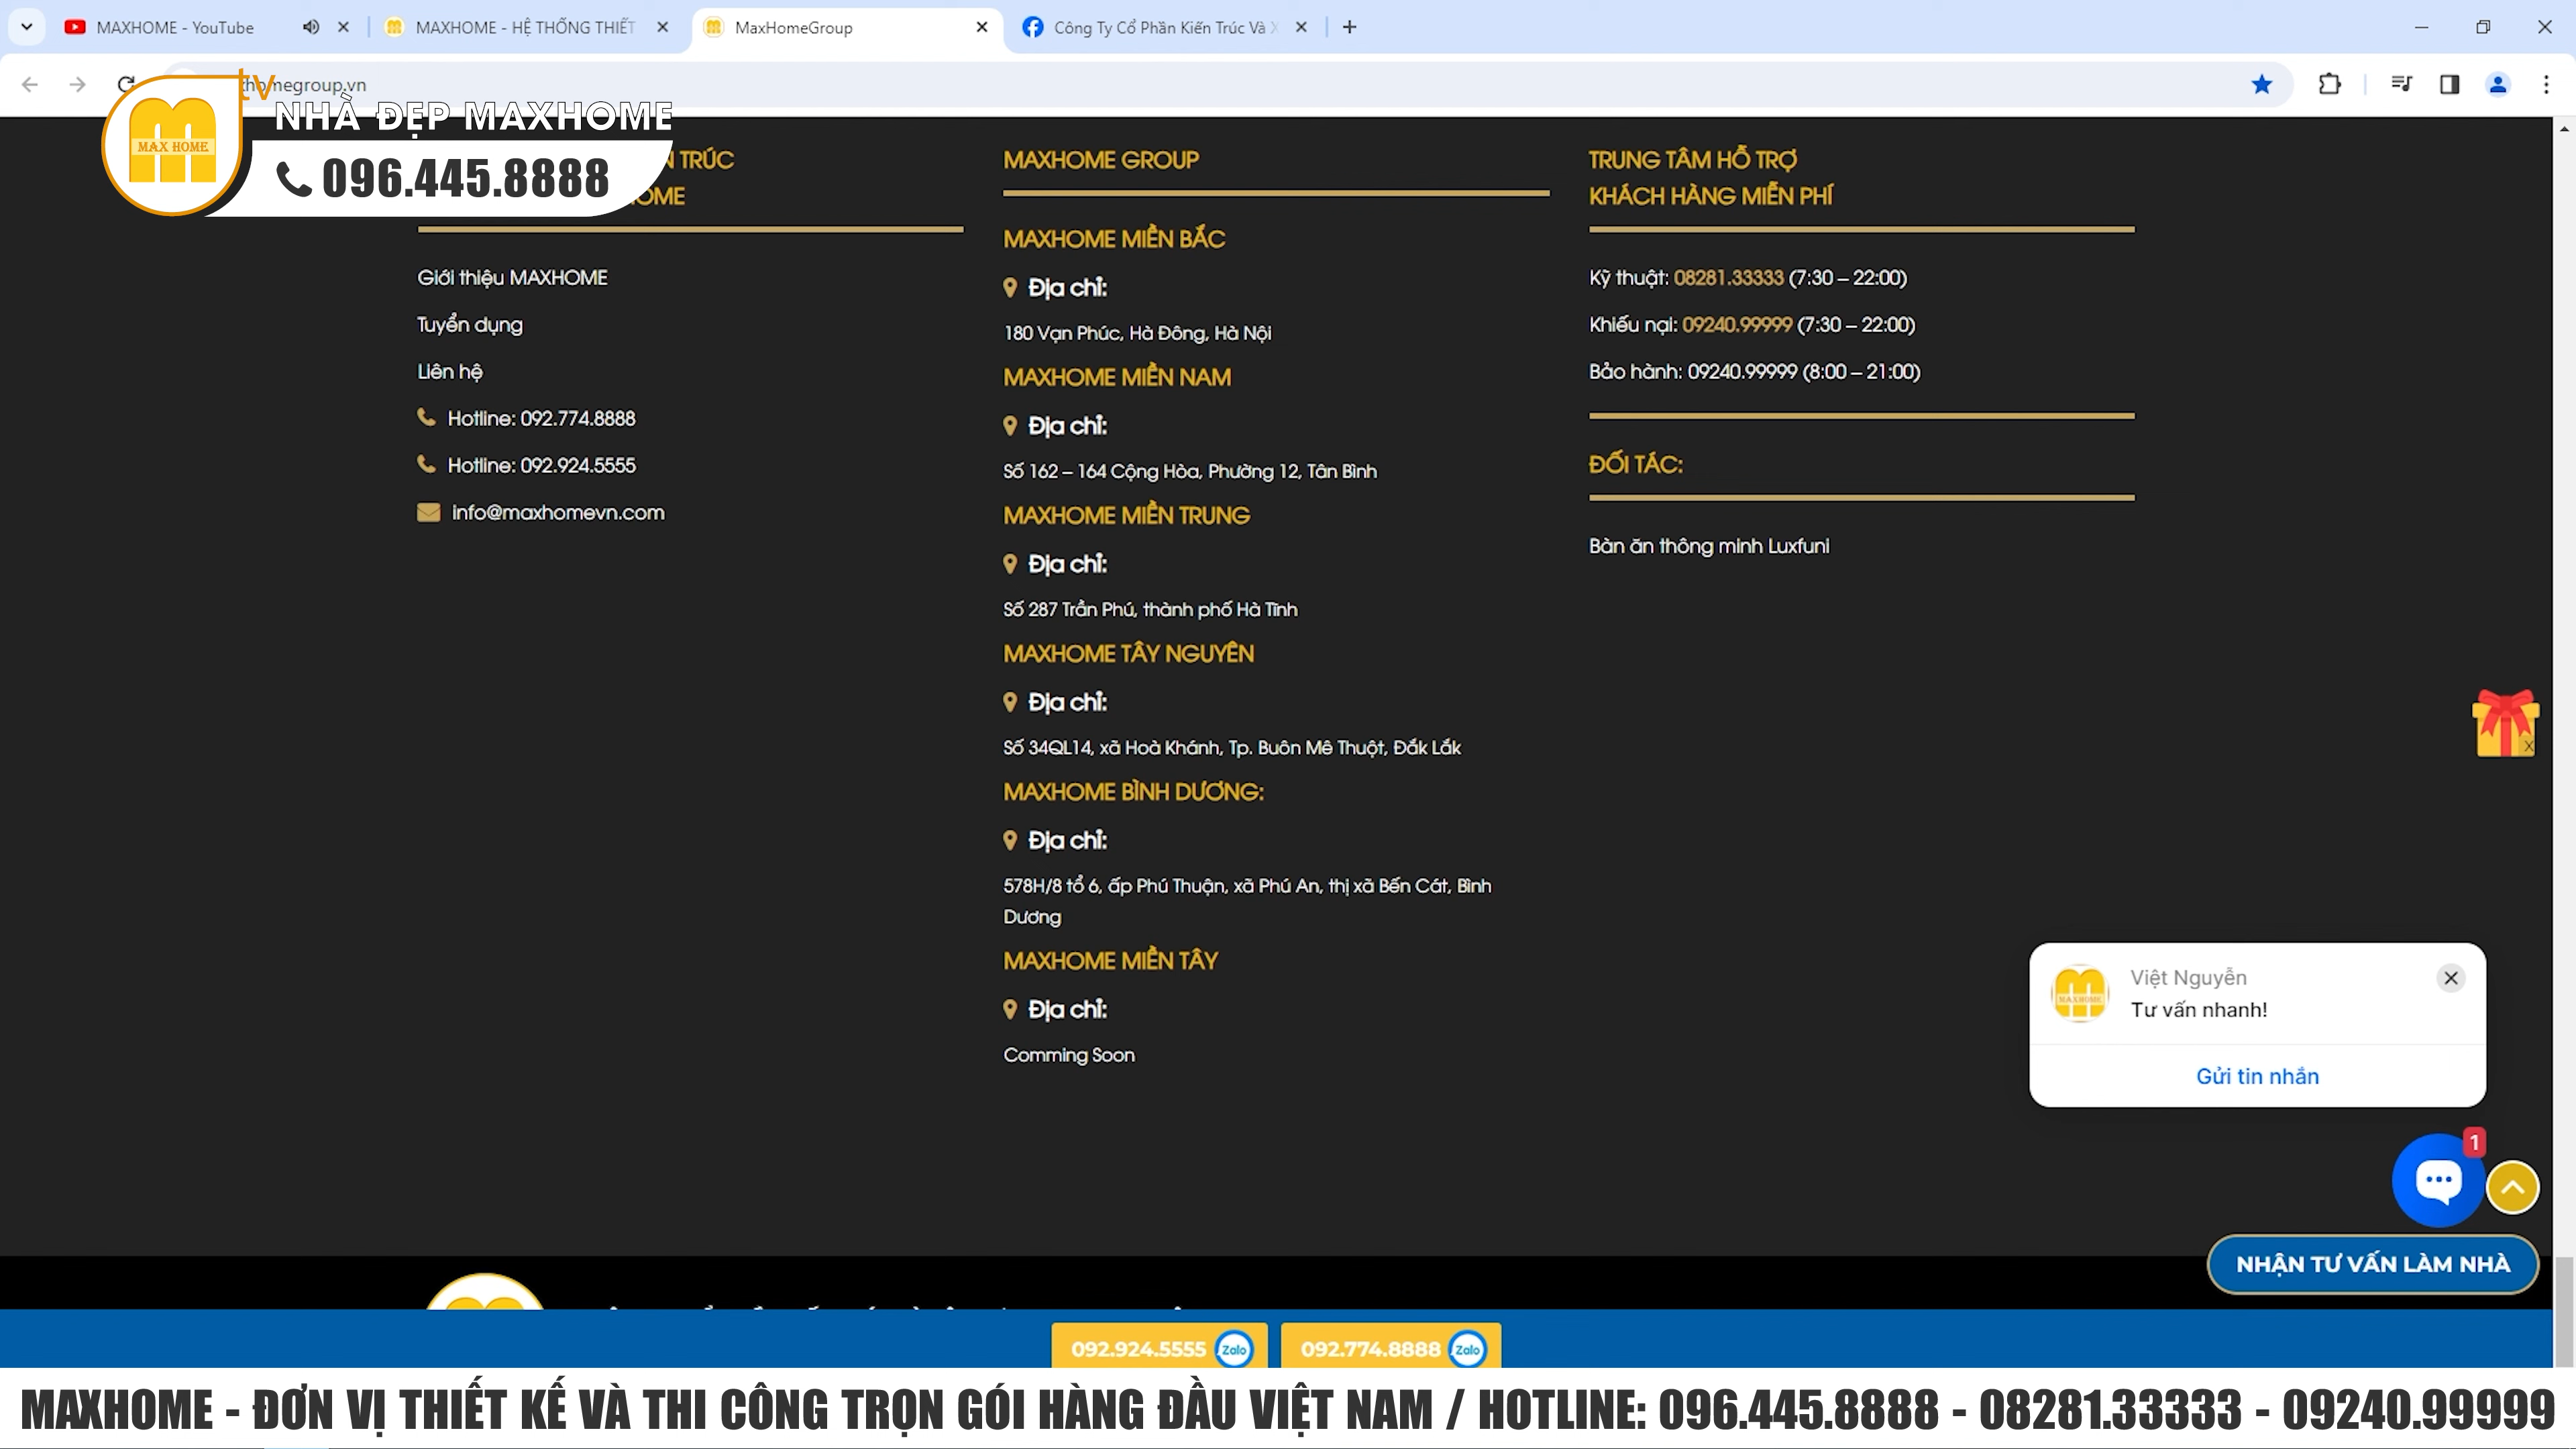 MAXHOME - YouTube
MAXHOME - HỆ THỐNG THIẾT
MaxHomeGroup
Công Ty Cổ Phần Kiến Trúc Và X
homegroup.vn
tv
NHÀ ĐẸP MAXHOME
MAX HOME
096.445.8888
TRÚC
HOME
Giới thiệu MAXHOME
Tuyển dụng
Liên hệ
Hotline: 092.774.8888
Hotline: 092.924.5555
info@maxhomevn.com
MAXHOME GROUP
MAXHOME MIỀN BẮC
Địa chỉ:
180 Vạn Phúc, Hà Đông, Hà Nội
MAXHOME MIỀN NAM
Địa chỉ:
Số 162 – 164 Cộng Hòa, Phường 12, Tân Bình
MAXHOME MIỀN TRUNG
Địa chỉ:
Số 287 Trần Phú, thành phố Hà Tĩnh
MAXHOME TÂY NGUYÊN
Địa chỉ:
Số 34QL14, xã Hoà Khánh, Tp. Buôn Mê Thuột, Đắk Lắk
MAXHOME BÌNH DƯƠNG:
Địa chỉ:
578H/8 tổ 6, ấp Phú Thuận, xã Phú An, thị xã Bến Cát, Bình
Dương
MAXHOME MIỀN TÂY
Địa chỉ:
Comming Soon
TRUNG TÂM HỖ TRỢ
KHÁCH HÀNG MIỄN PHÍ
Kỹ thuật: 08281.33333 (7:30 – 22:00)
Khiếu nại: 09240.99999 (7:30 – 22:00)
Bảo hành: 09240.99999 (8:00 – 21:00)
ĐỐI TÁC:
Bàn ăn thông minh Luxfuni
X
Việt Nguyễn
Tư vấn nhanh!
Gửi tin nhắn
1
NHẬN TƯ VẤN LÀM NHÀ
092.924.5555 Zalo
092.774.8888 Zalo
MAXHOME - ĐƠN VỊ THIẾT KẾ VÀ THI CÔNG TRỌN GÓI HÀNG ĐẦU VIỆT NAM / HOTLINE: 096.445.8888 - 08281.33333 - 09240.99999